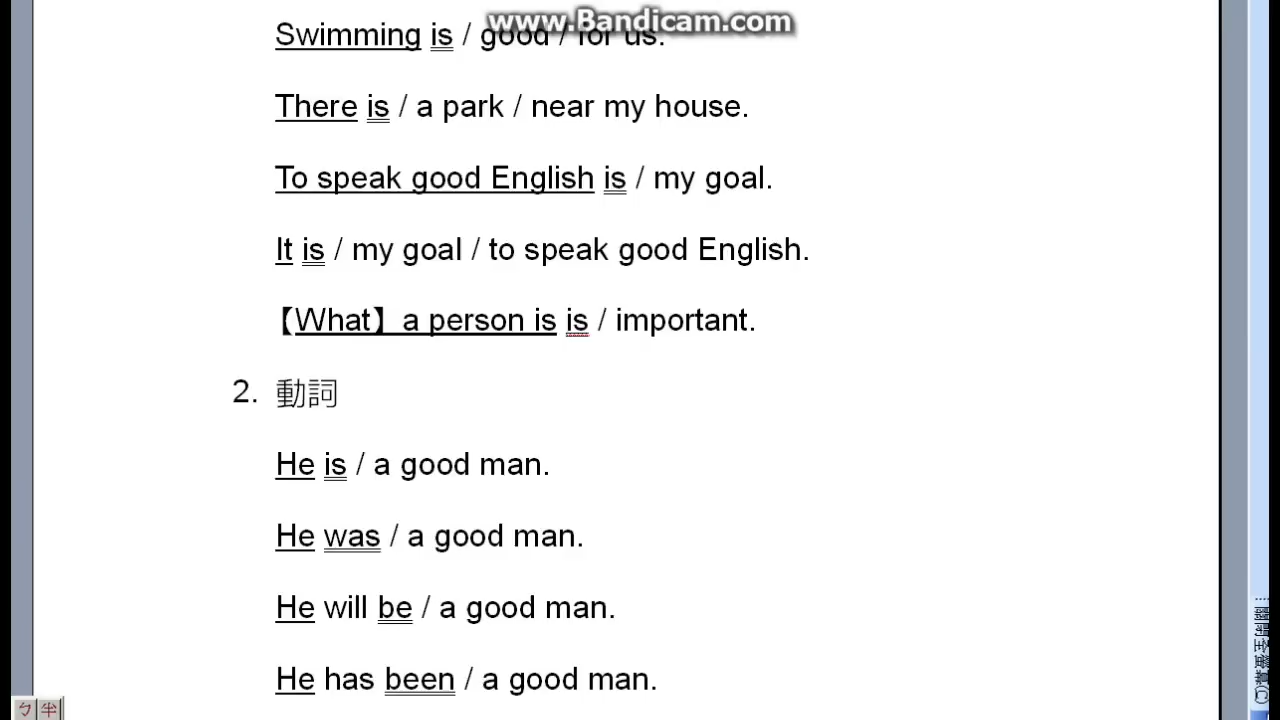 www.Bandicam.com
Swimming is / good / for us.
There is / a park / near my house.
To speak good English is / my goal.
It is / my goal / to speak good English.
【What】a person is is / important.
2. 動詞
He is / a good man.
He was / a good man.
He will be / a good man.
He has been / a good man.
ㄅ半